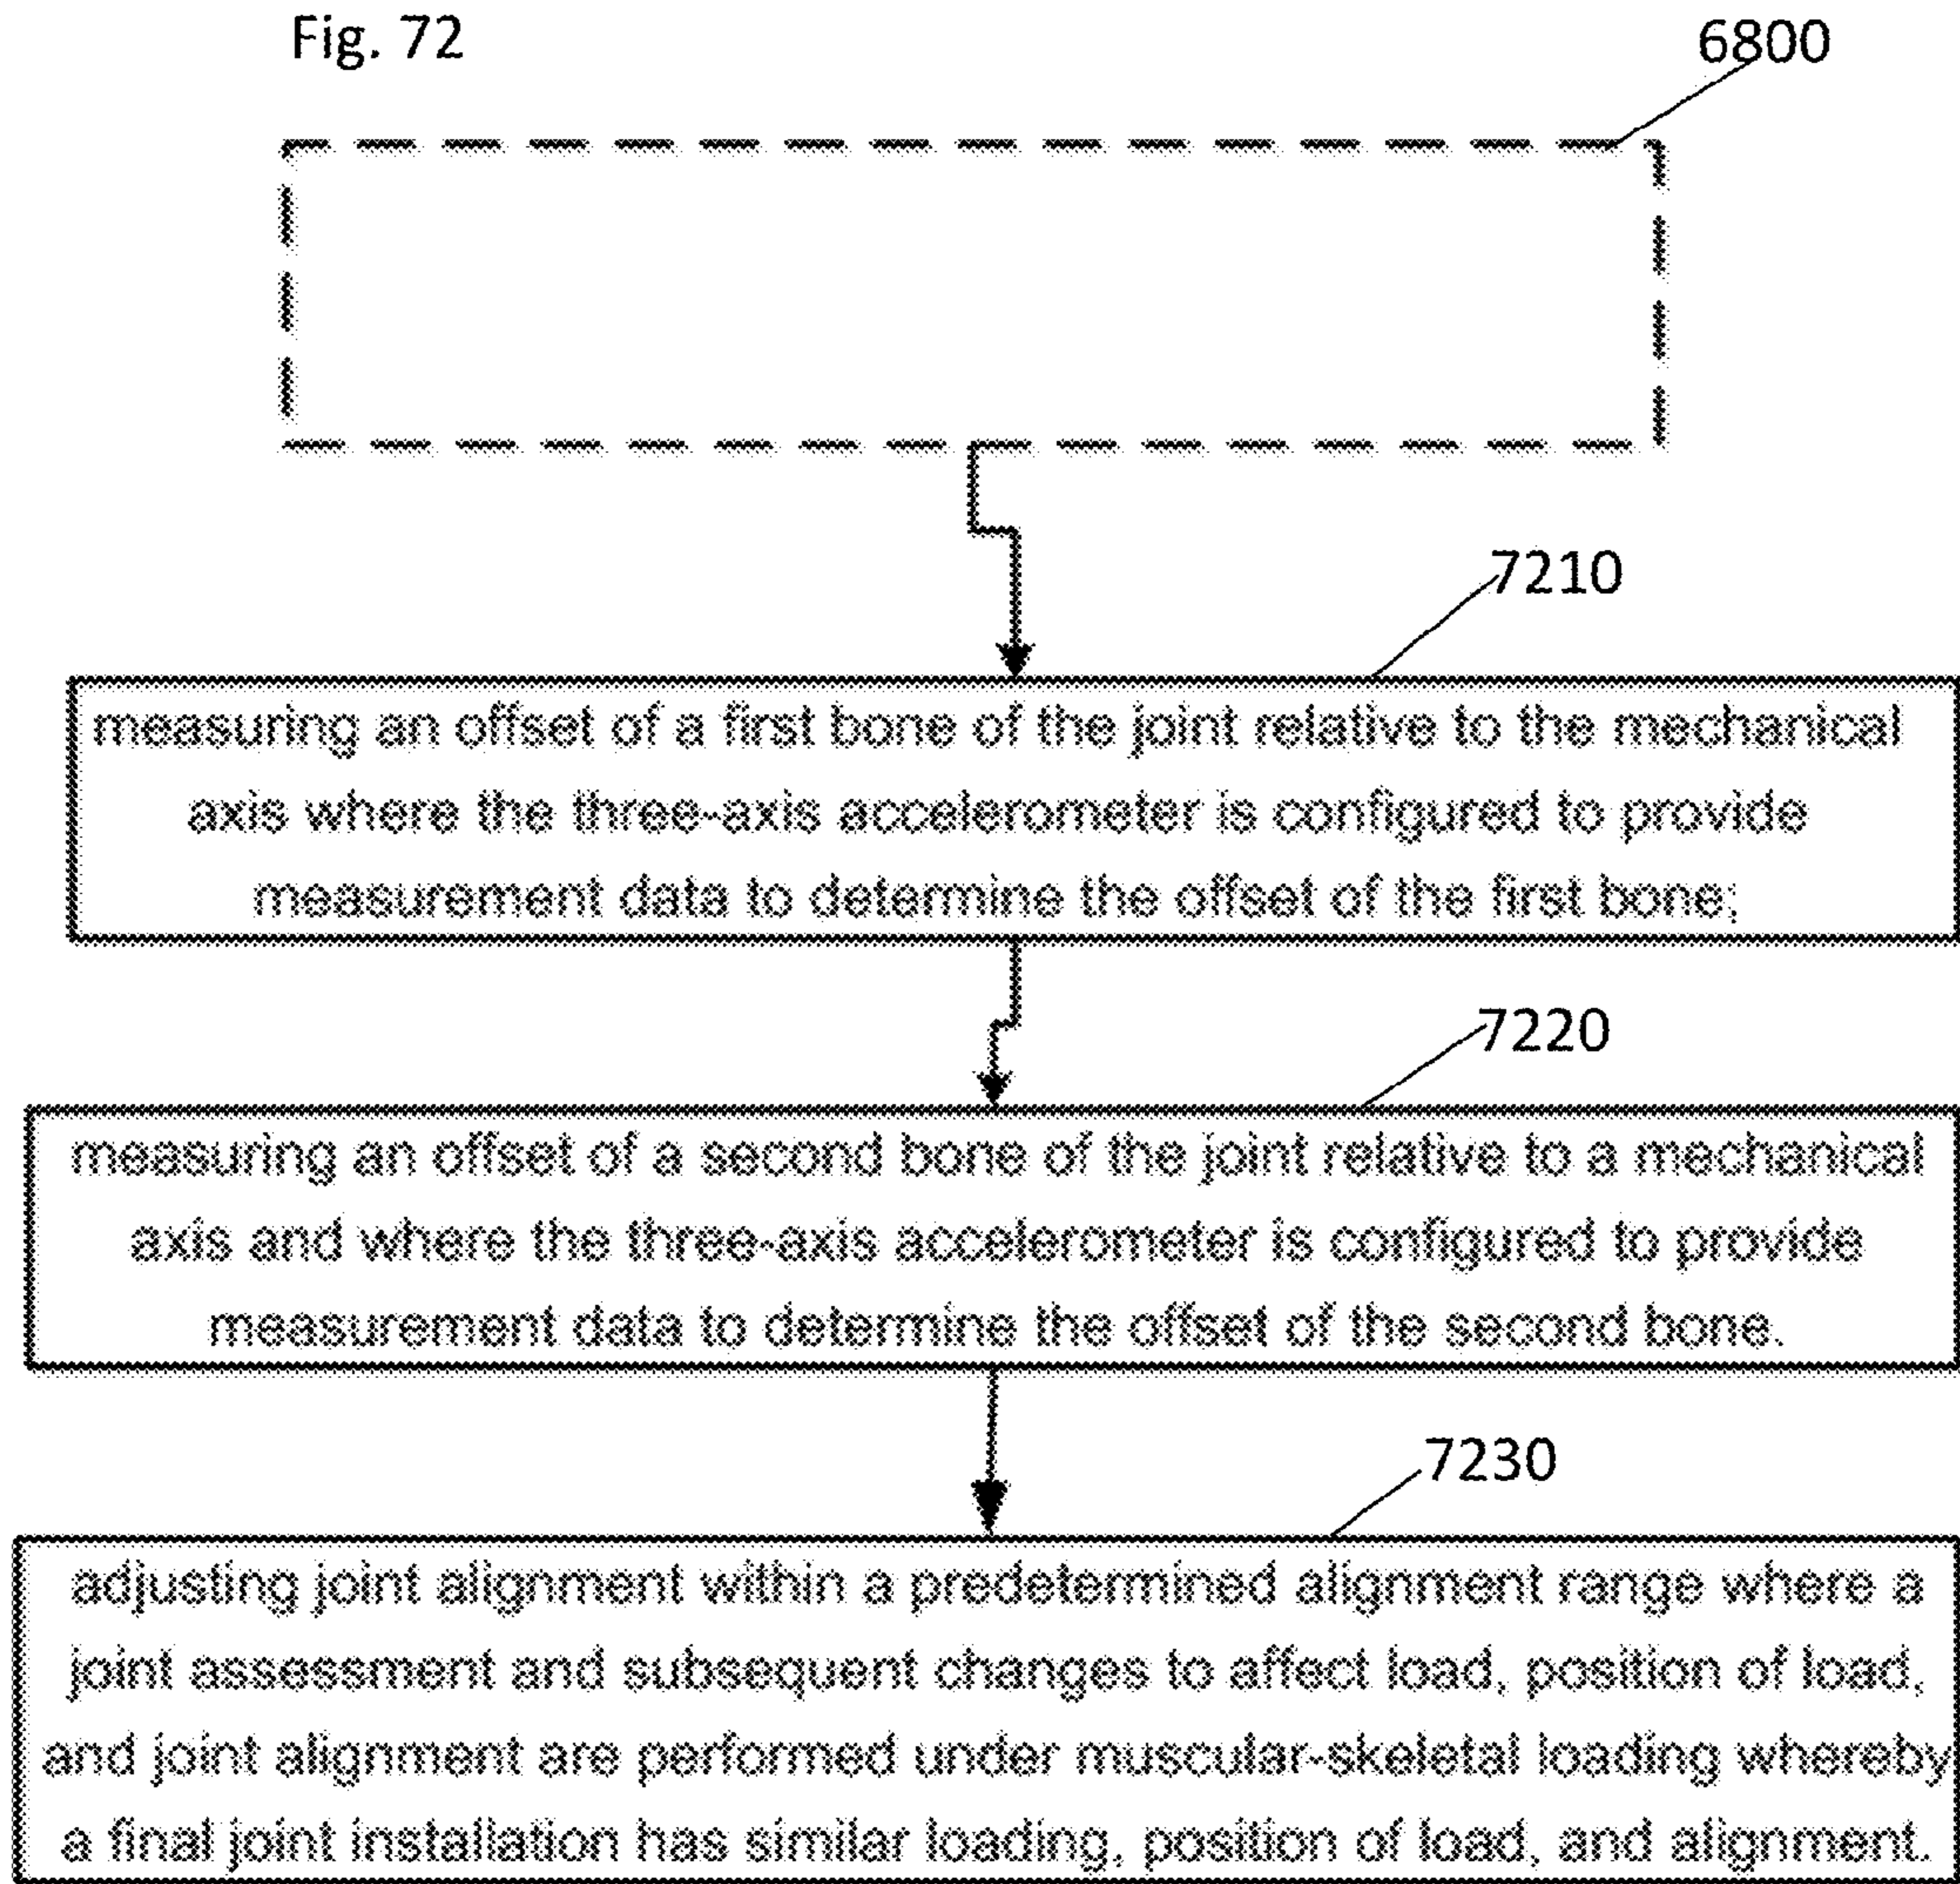 Fig. 72
6800
7210
measuring an offset of a first bone of the joint relative to the mechanical
axis where the three-axis accelerometer is configured to provide
measurement data to determine the offset of the first bone;
7220
measuring an offset of a second bone of the joint relative to a mechanical
axis and where the three-axis accelerometer is configured to provide
measurement data to determine the offset of the second bone.
7230
adjusting joint alignment within a predetermined alignment range where a
joint assessment and subsequent changes to affect load, position of load,
and joint alignment are performed under muscular-skeletal loading whereby
a final joint installation has similar loading, position of load, and alignment.